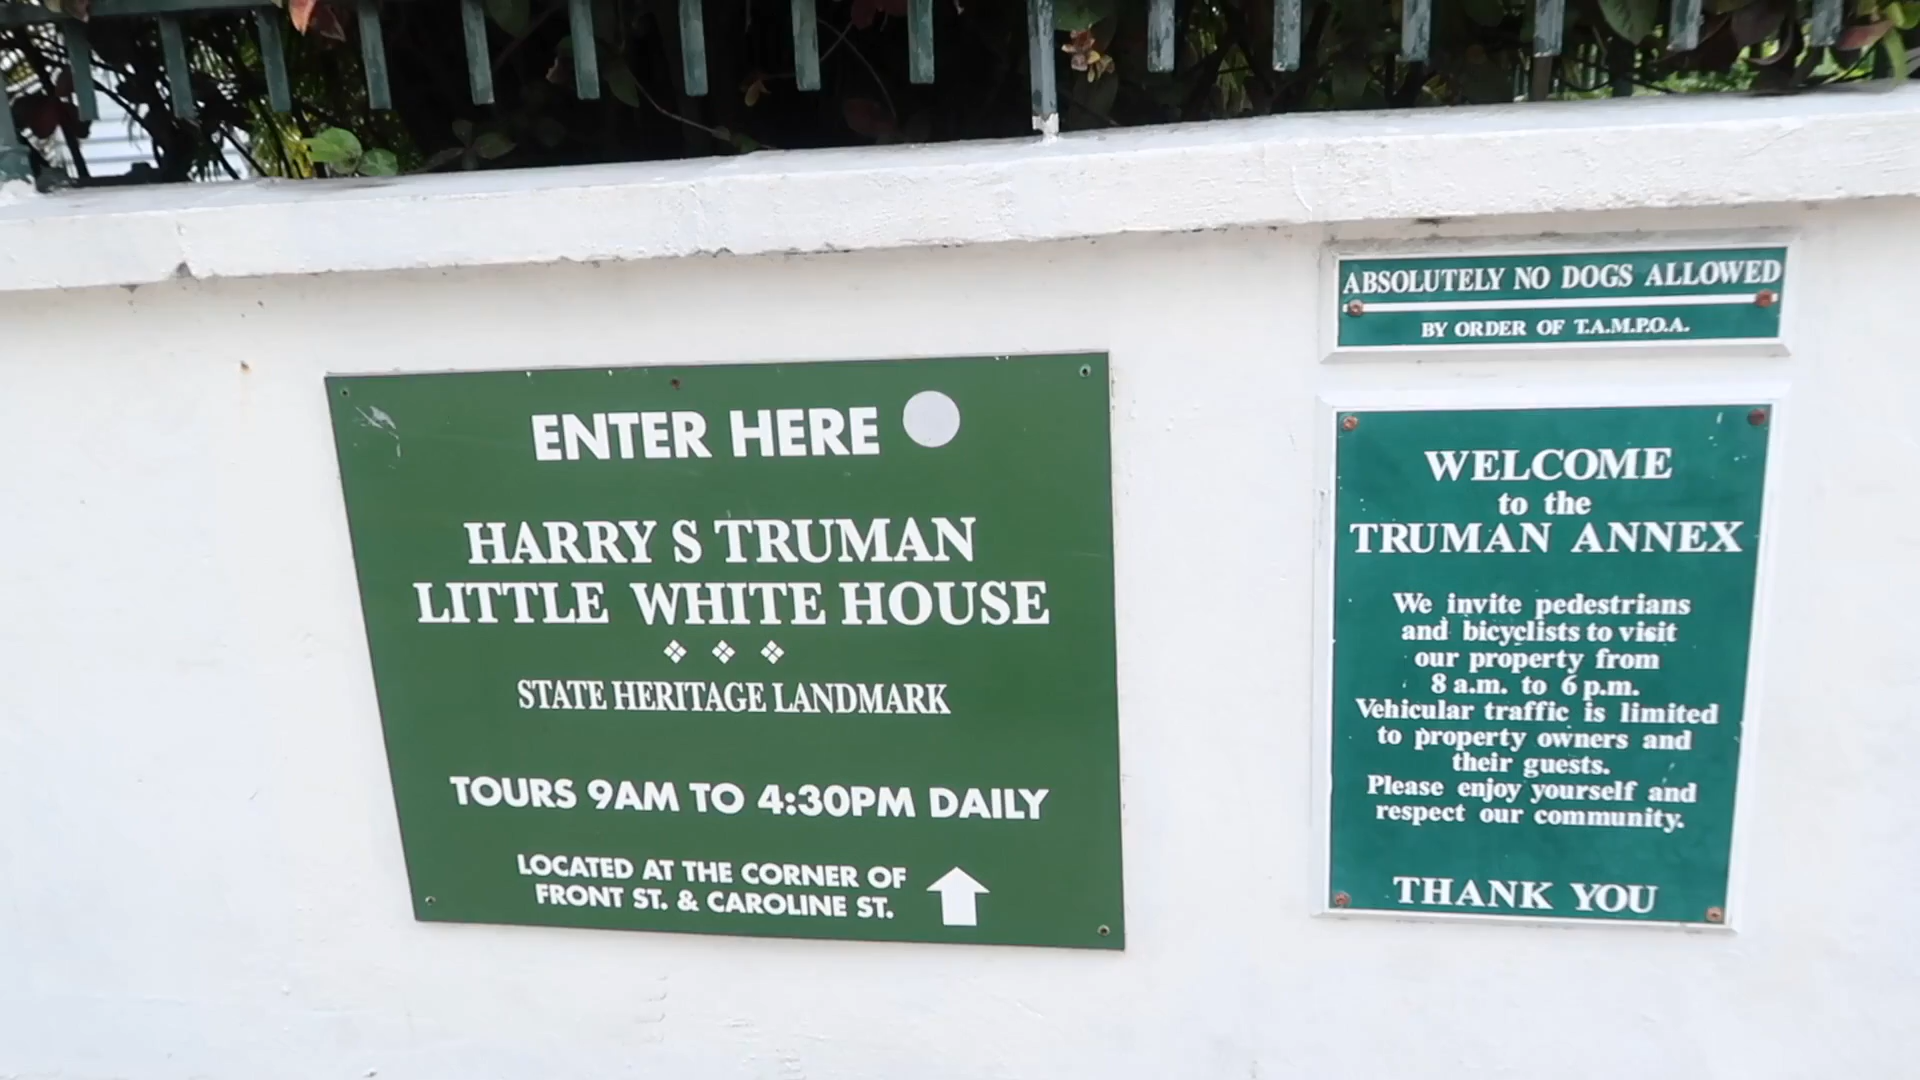 ENTER HERE
HARRY S TRUMAN
LITTLE WHITE HOUSE
STATE HERITAGE LANDMARK
TOURS 9AM TO 4:30PM DAILY
LOCATED AT THE CORNER OF
FRONT ST. & CAROLINE ST.
ABSOLUTELY NO DOGS ALLOWED
BY ORDER OF T.A.M.P.O.A.
WELCOME
to the
TRUMAN ANNEX
We invite pedestrians
and bicyclists to visit
our property from
8 a.m. to 6 p.m.
Vehicular traffic is limited
to property owners and
their guests.
Please enjoy yourself and
respect our community.
THANK YOU